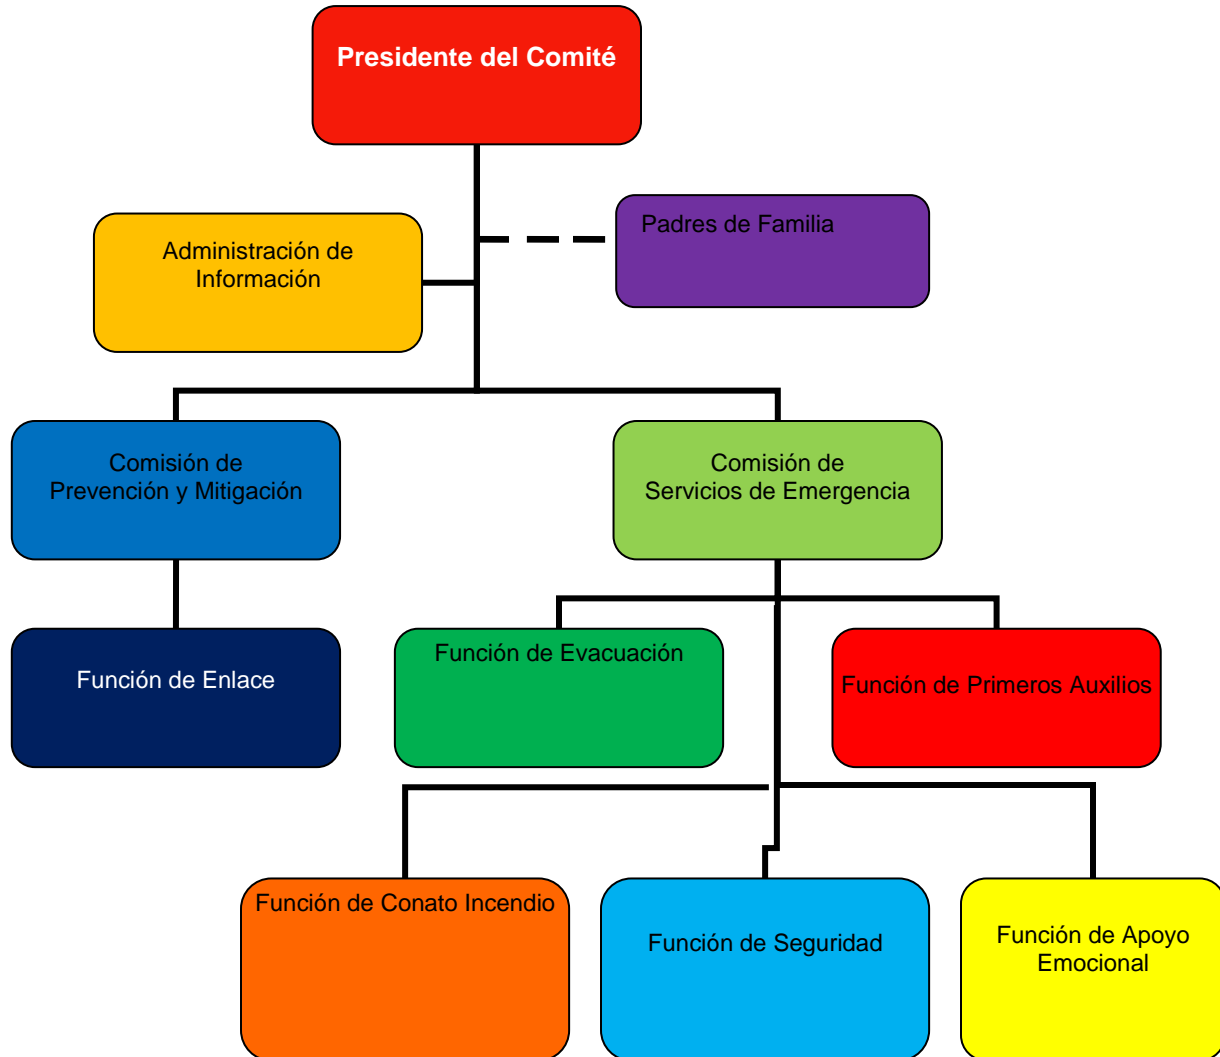 Presidente del Comité
Padres de Familia
Administración de
Información
Comisión de
Prevención y Mitigación
Comisión de
Servicios de Emergencia
Función de Enlace
Función de Evacuación
Función de Primeros Auxilios
Función de Conato Incendio
Función de Seguridad
Función de Apoyo
Emocional